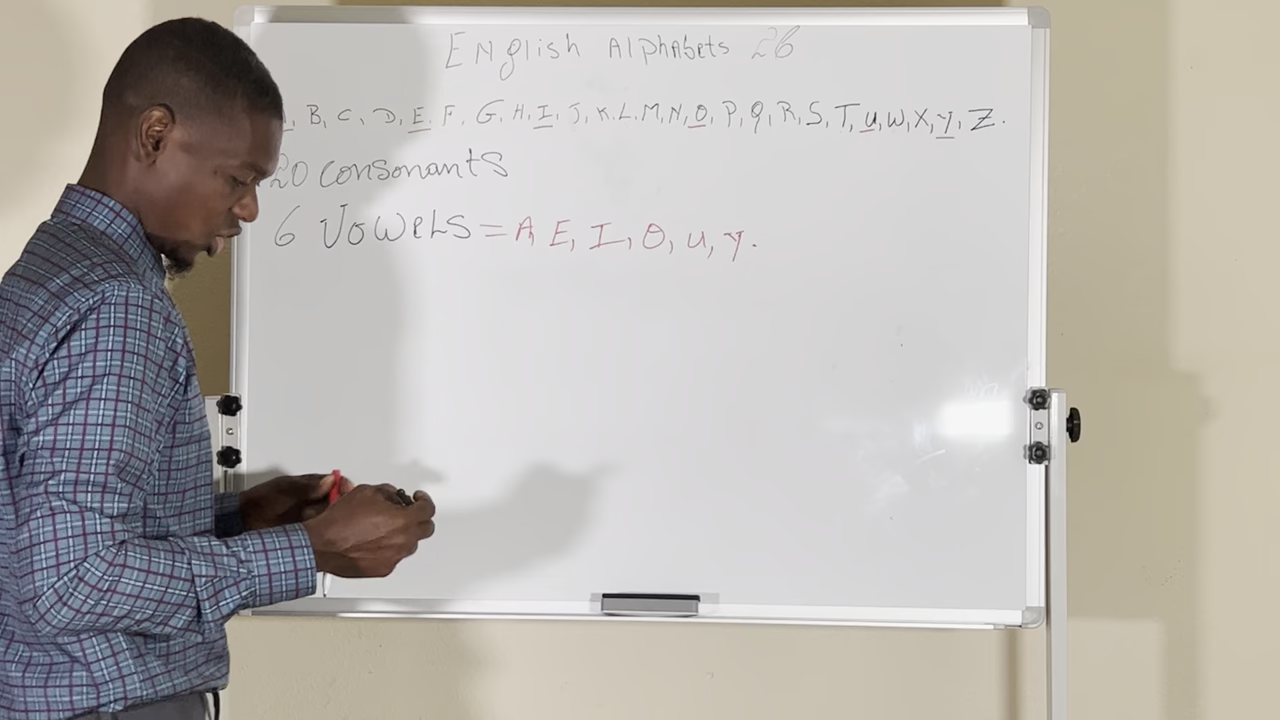 English Alphabets 26
A, B, C, D, E, F, G, H, I, J, K, L, M, N, O, P, Q, R, S, T, U, W, X, Y, Z.
20 consonants
6 Vowels = A, E, I, O, U, Y.